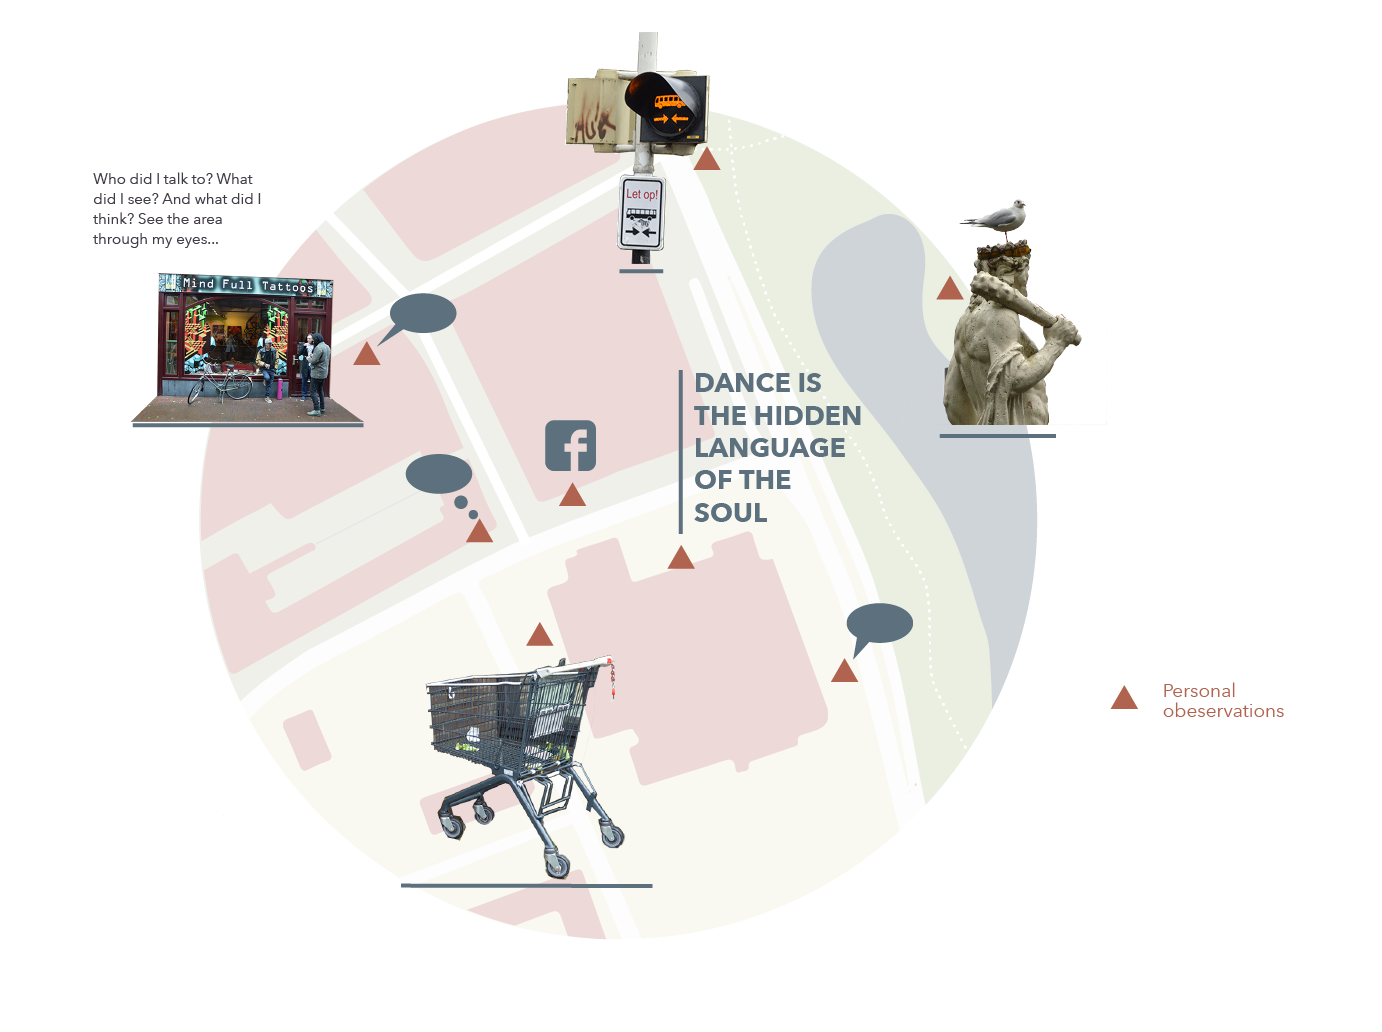 Who did I talk to? What
did I see? And what did I
think? See the area
through my eyes...
Mind Full Tattoos
Let op!
DANCE IS
THE HIDDEN
LANGUAGE
OF THE
SOUL
Personal
obeservations